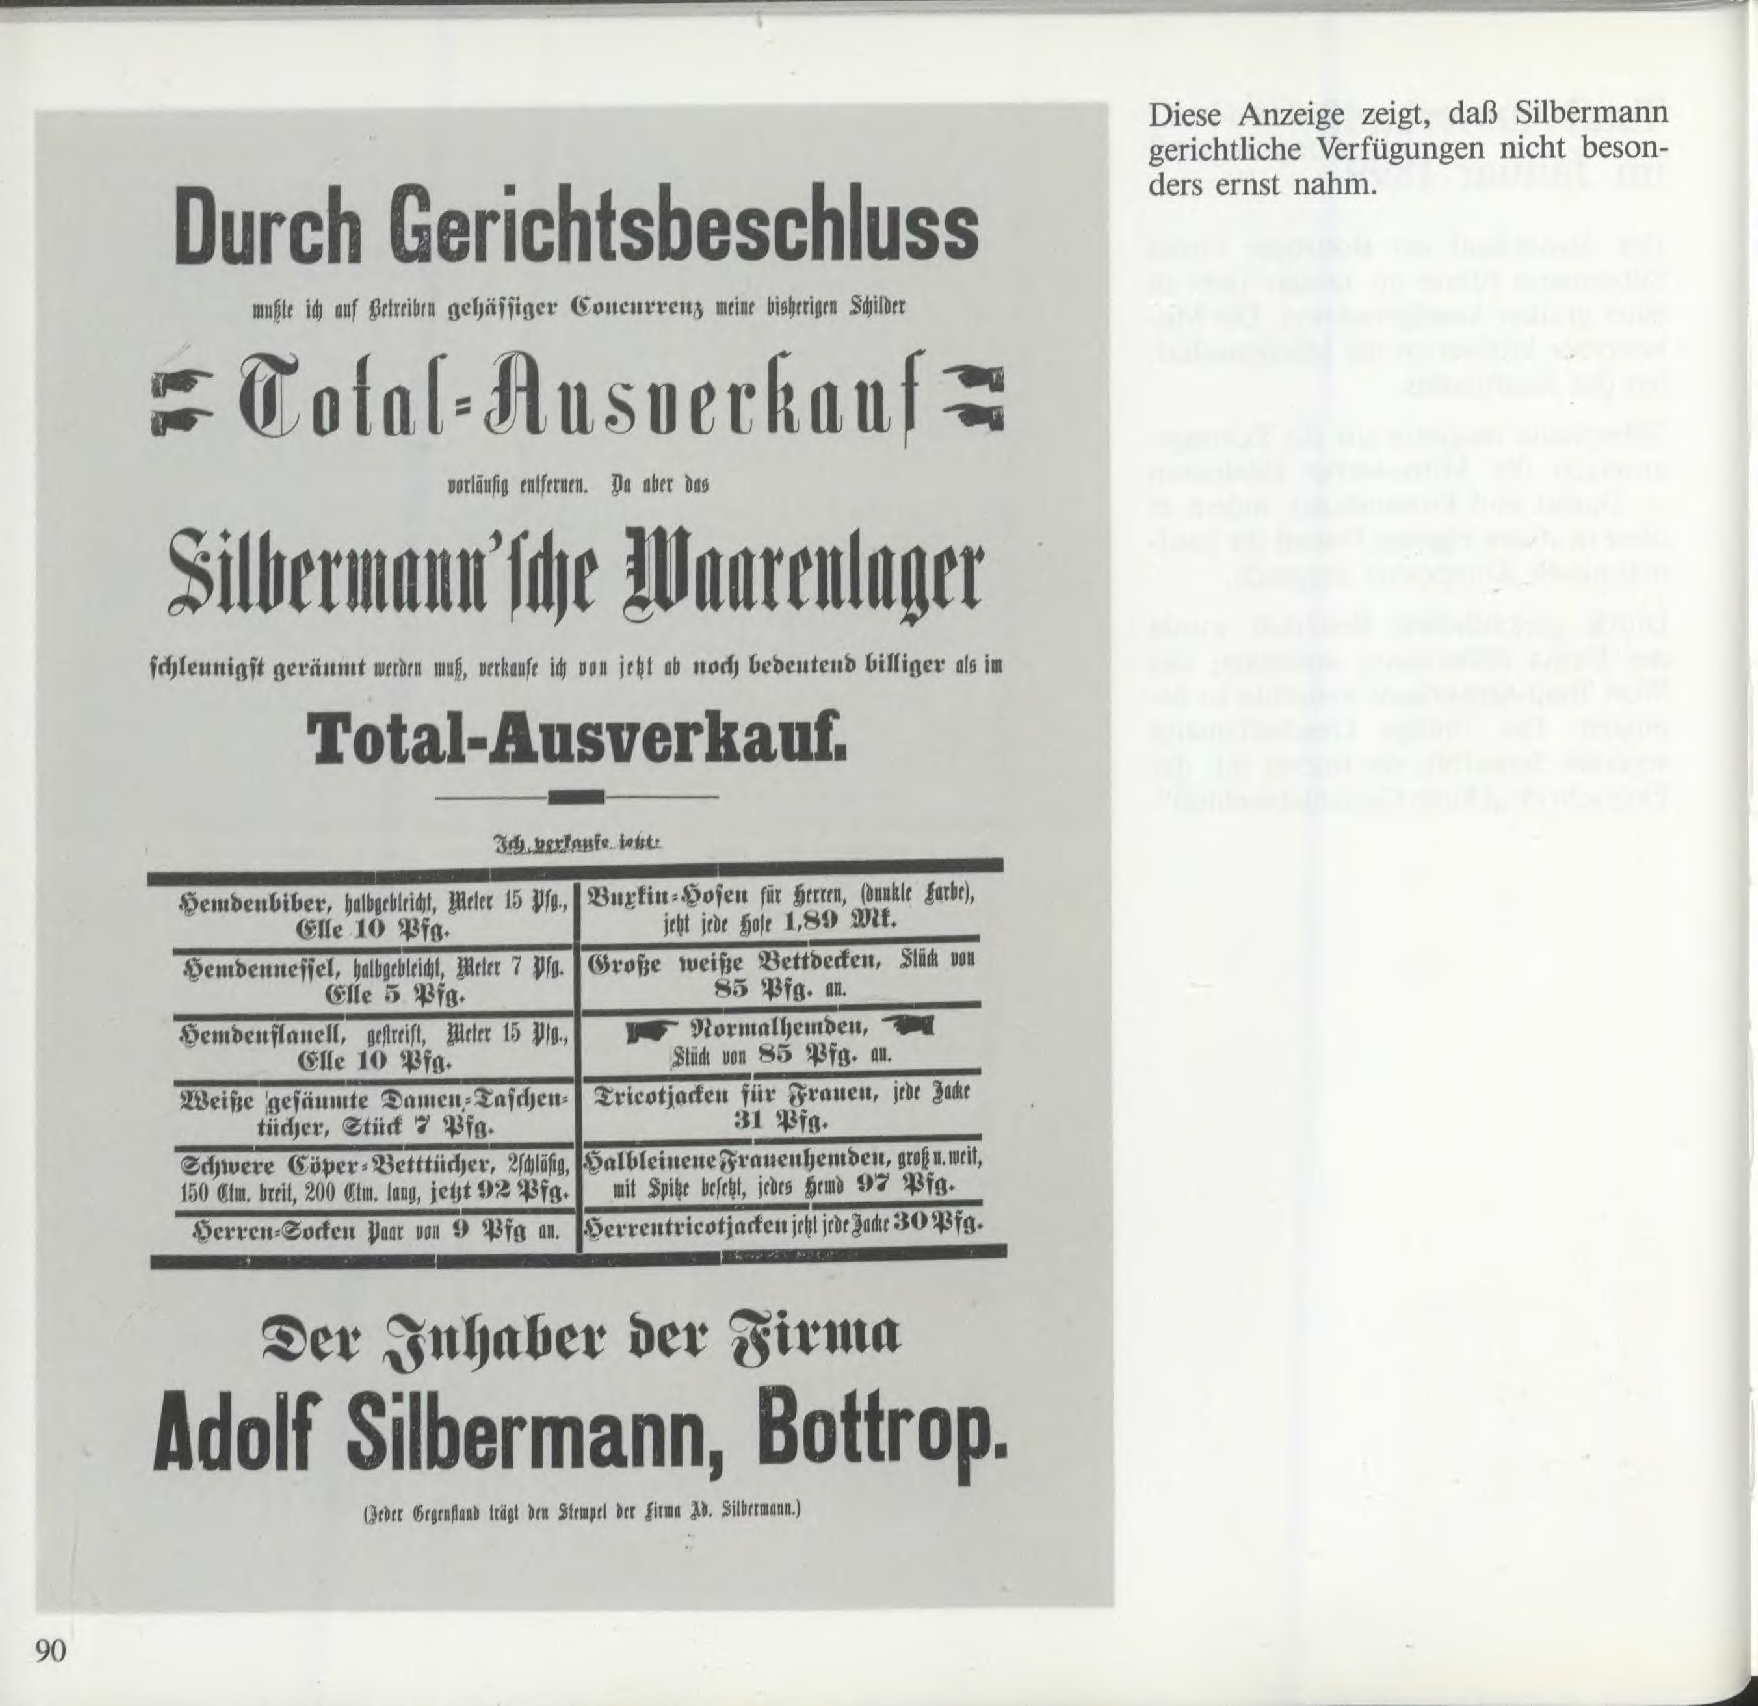 Durch Gerichtsbeschluss
mußte ich auf Betreiben gehässiger Concurrenz meine bisherigen Schilder
Total-Ausverkauf
vorläufig entfernen. Da aber das
Silbermann'sche Waarenlager
schleunigst geräumt werden muß, verkaufe ich von jetzt ab noch bedeutend billiger als im
Total-Ausverkauf.
Ich verkaufe jetzt:
Hemdenbiber, halbgebleicht, Meter 15 Pfg.,
Elle 10 Pfg.
Hemdennessel, halbgebleicht, Meter 7 Pfg.
Elle 5 Pfg.
Hemdenflanell, gestreift, Meter 15 Pfg.,
Elle 10 Pfg.
Weiße gesäumte Damen-Taschen-
tücher, Stück 7 Pfg.
Schwere Cöper-Betttücher, 2schläfig,
150 Ctm. breit, 200 Ctm. lang, jetzt 92 Pfg.
Herren-Socken Paar von 9 Pfg an.
Buxkin-Hosen für Herren, (dunkle Farbe),
jetzt jede Hose 1,89 Mk.
Große weiße Bettdecken, Stück von
85 Pfg. an.
Normalhemden,
Stück von 85 Pfg. an.
Tricotjacken für Frauen, jede Jacke
31 Pfg.
Halbleinene Frauenhemden, groß u. weit,
mit Spitze besetzt, jedes Hemd 97 Pfg.
Herrentricotjacken jetzt jede Jacke 30 Pfg.
Der Inhaber der Firma
Adolf Silbermann, Bottrop.
(Jeder Gegenstand trägt den Stempel der Firma Ad. Silbermann.)
Diese Anzeige zeigt, daß Silbermann
gerichtliche Verfügungen nicht beson-
ders ernst nahm.
90